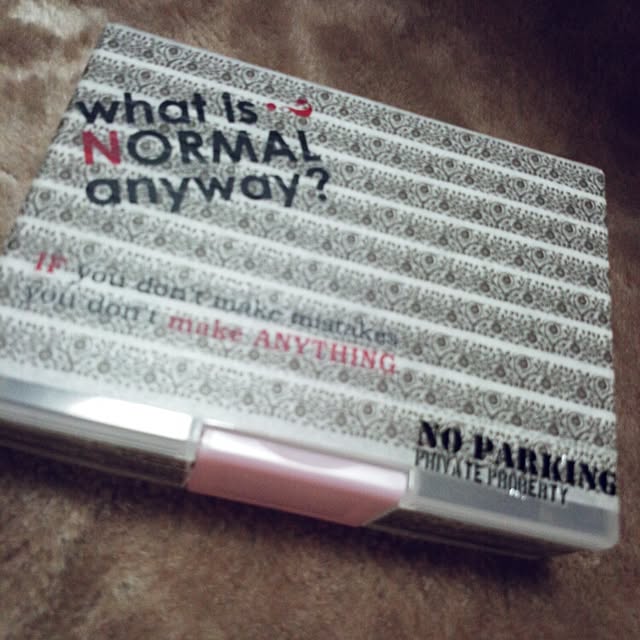 what is
NORMAL
anyway?
IF you don't make mistakes
you don't make ANYTHING
NO PARKING
PRIVATE PROPERTY